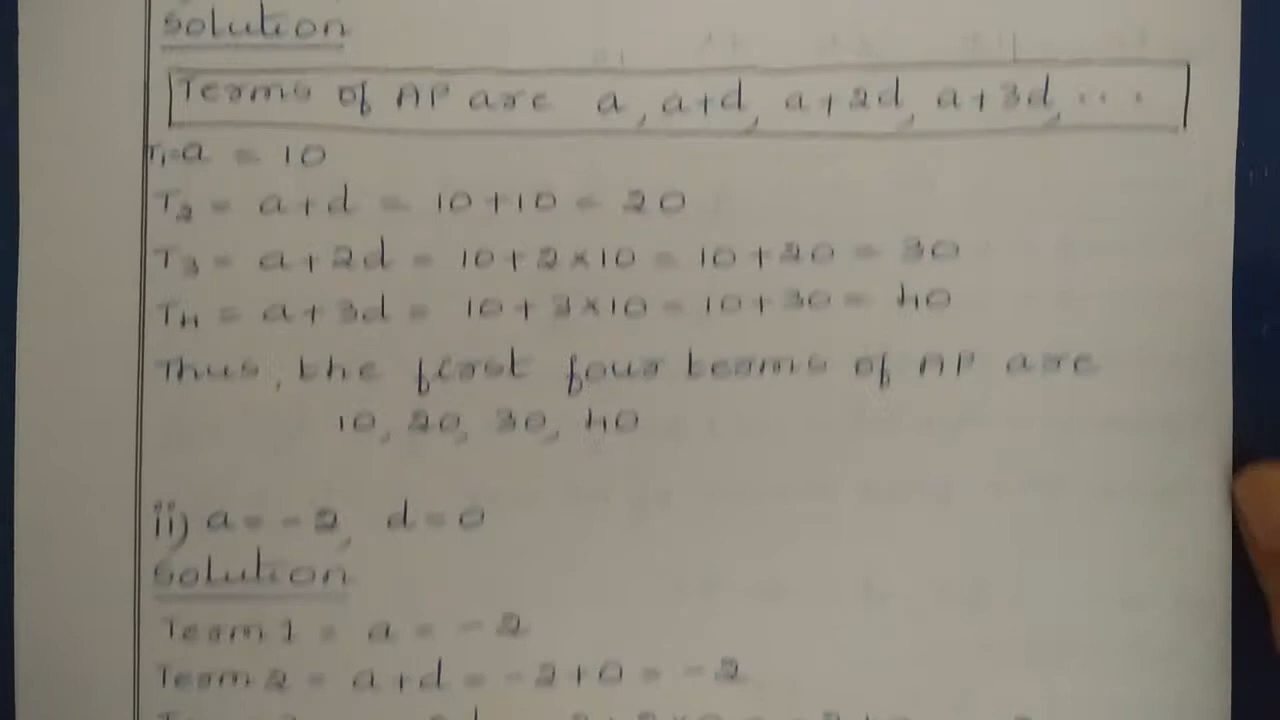 Solution
Terms of AP are a, a+d, a+2d, a+3d, ...
T1=a = 10
T2 = a+d = 10+10 = 20
T3 = a+2d = 10+2×10 = 10+20 = 30
T4 = a+3d = 10+3×10 = 10+30 = 40
Thus, the first four terms of AP are
10, 20, 30, 40
ii) a = -2, d = 0
Solution
Term 1 = a = -2
Term 2 = a+d = -2+0 = -2